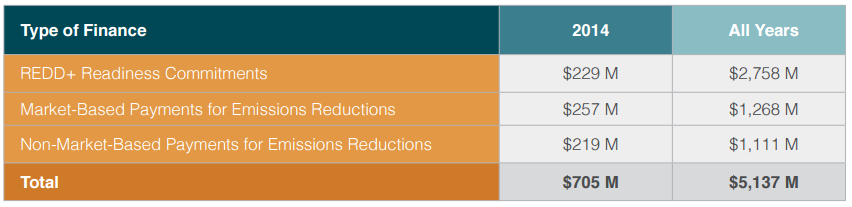 Type of Finance 2014 All Years
REDD+ Readiness Commitments $229 M $2,758 M
Market-Based Payments for Emissions Reductions $257 M $1,268 M
Non-Market-Based Payments for Emissions Reductions $219 M $1,111 M
Total $705 M $5,137 M